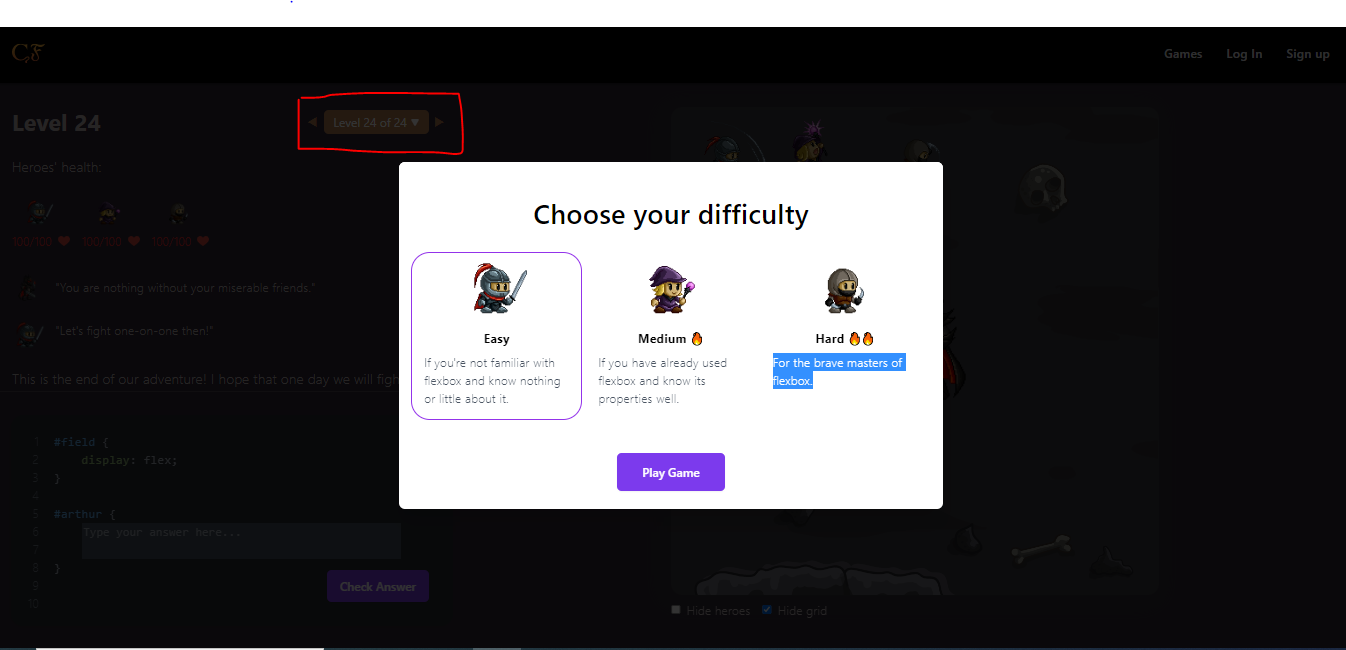 CF
Games Log In Sign up
Level 24
◀ Level 24 of 24 ▼ ▶
Heroes' health:
100/100 100/100 100/100
"You are nothing without your miserable friends."
"Let's fight one-on-one then!"
This is the end of our adventure! I hope that one day we will figh
1 #field {
2 display: flex;
3 }
4
5 #arthur {
6 Type your answer here...
7
8 }
9
10
Check Answer
Choose your difficulty
Easy
If you're not familiar with
flexbox and know nothing
or little about it.
Medium 🔥
If you have already used
flexbox and know its
properties well.
Hard 🔥🔥
For the brave masters of
flexbox.
Play Game
Hide heroes Hide grid